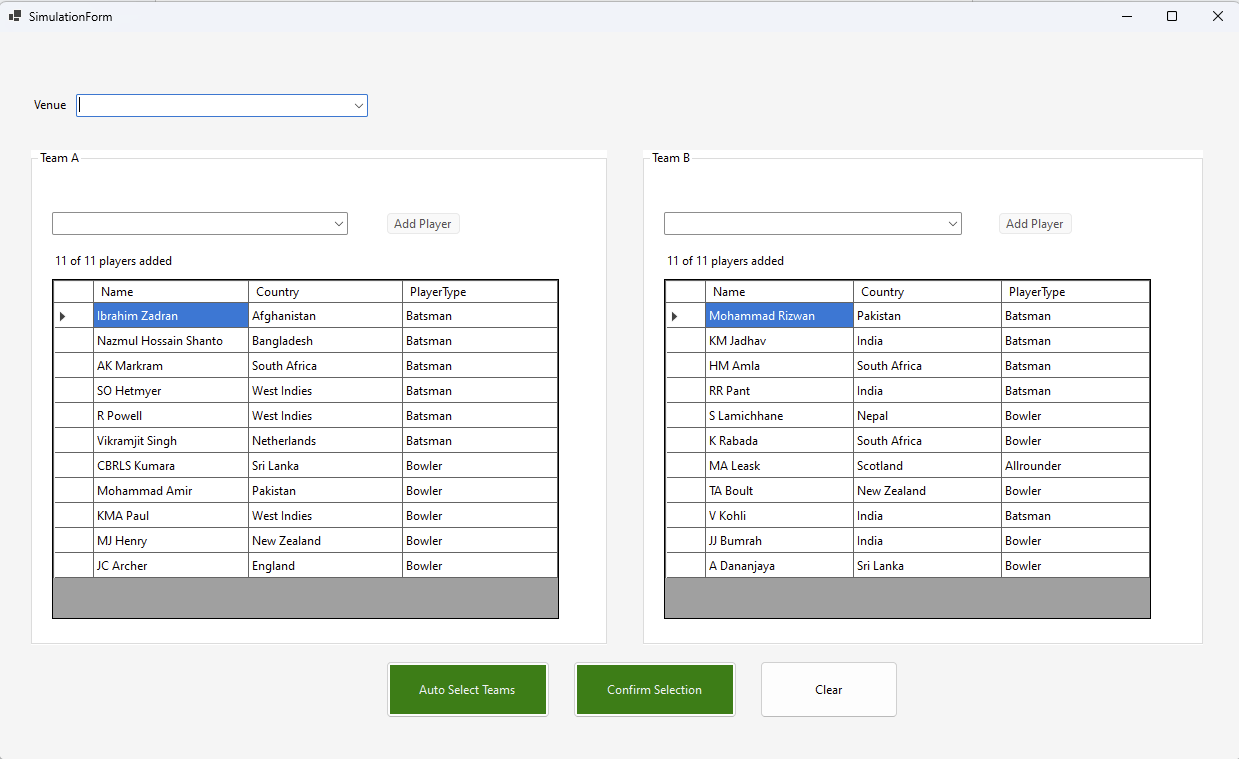 SimulationForm
Venue
Team A
Add Player
11 of 11 players added
Name Country PlayerType
Ibrahim Zadran Afghanistan Batsman
Nazmul Hossain Shanto Bangladesh Batsman
AK Markram South Africa Batsman
SO Hetmyer West Indies Batsman
R Powell West Indies Batsman
Vikramjit Singh Netherlands Batsman
CBRLS Kumara Sri Lanka Bowler
Mohammad Amir Pakistan Bowler
KMA Paul West Indies Bowler
MJ Henry New Zealand Bowler
JC Archer England Bowler
Team B
Add Player
11 of 11 players added
Name Country PlayerType
Mohammad Rizwan Pakistan Batsman
KM Jadhav India Batsman
HM Amla South Africa Batsman
RR Pant India Batsman
S Lamichhane Nepal Bowler
K Rabada South Africa Bowler
MA Leask Scotland Allrounder
TA Boult New Zealand Bowler
V Kohli India Batsman
JJ Bumrah India Bowler
A Dananjaya Sri Lanka Bowler
Auto Select Teams
Confirm Selection
Clear